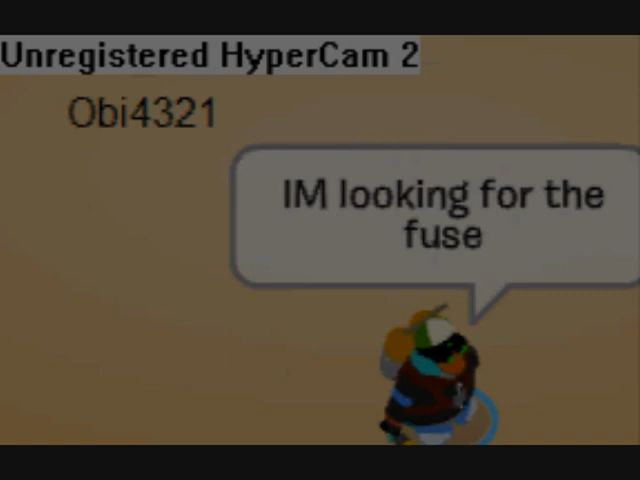 Unregistered HyperCam 2
Obi4321
IM looking for the
fuse